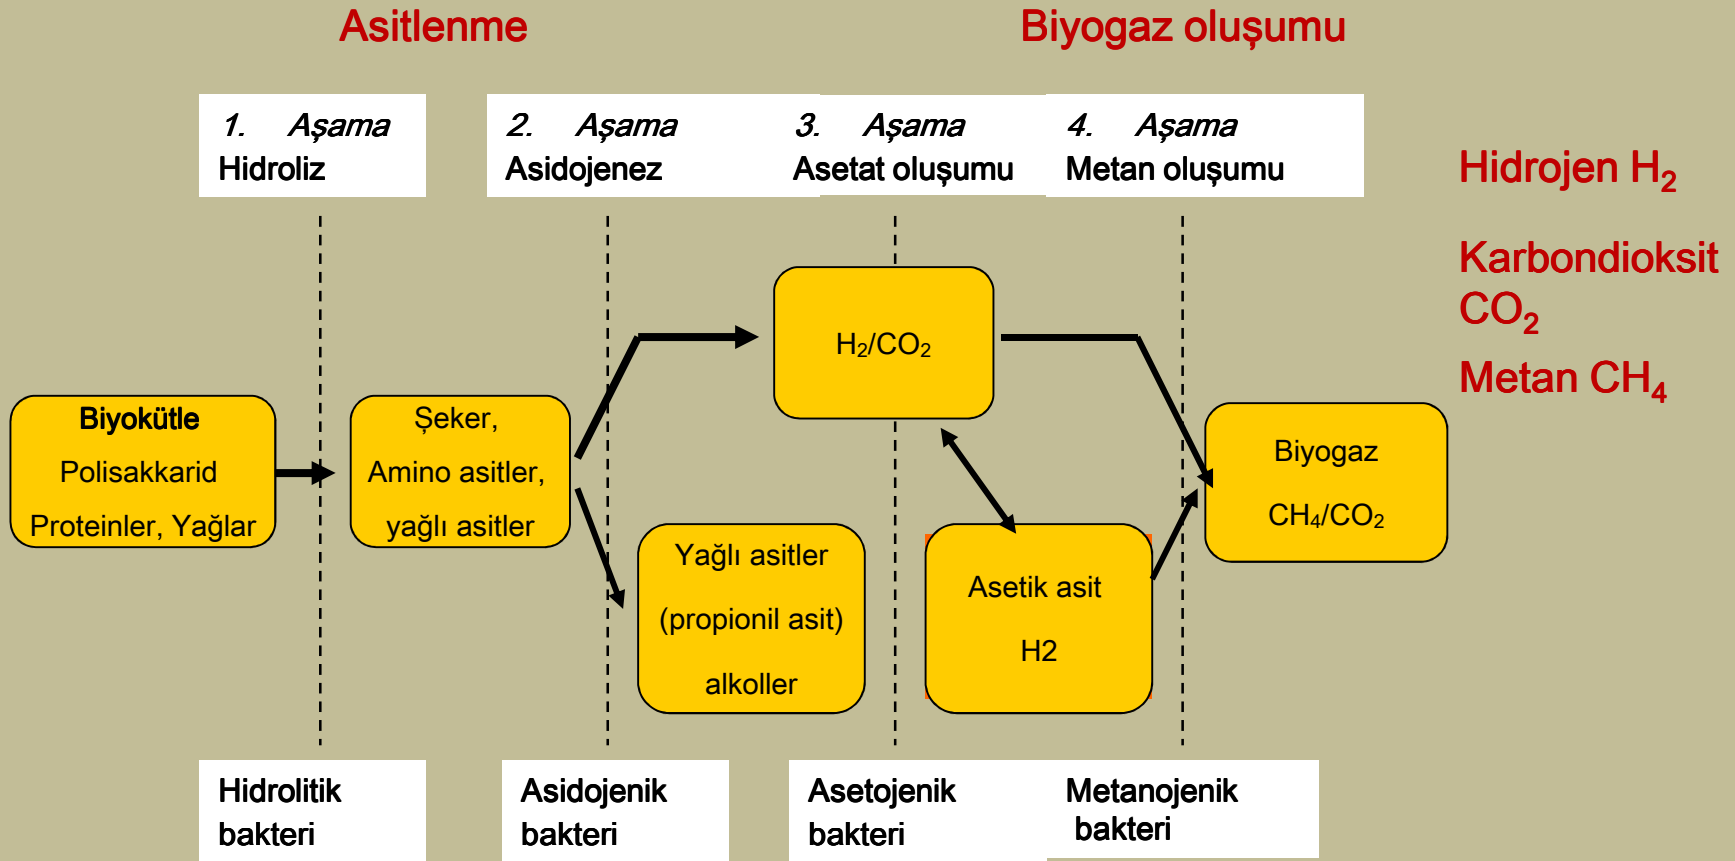 Asitlenme
Biyogaz oluşumu
1. Aşama
Hidroliz
2. Aşama
Asidojenez
3. Aşama
Asetat oluşumu
4. Aşama
Metan oluşumu
Hidrojen H₂
Karbondioksit
CO₂
Metan CH₄
Biyokütle
Polisakkarid
Proteinler, Yağlar
Şeker,
Amino asitler,
yağlı asitler
H₂/CO₂
Yağlı asitler
(propionil asit)
alkoller
Asetik asit
H2
Biyogaz
CH₄/CO₂
Hidrolitik
bakteri
Asidojenik
bakteri
Asetojenik
bakteri
Metanojenik
bakteri